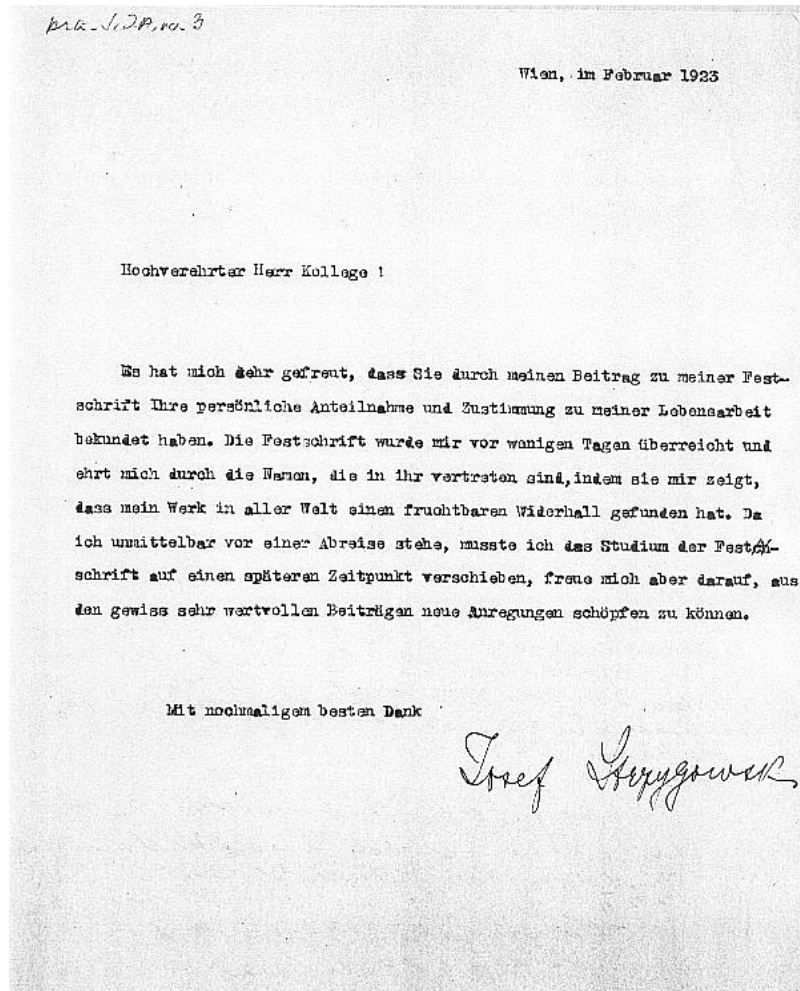 Wien, im Februar 1923
Hochverehrter Herr Kollege !
Es hat mich sehr gefreut, dass Sie durch meinen Beitrag zu meiner Fest-
schrift Ihre persönliche Anteilnahme und Zustimmung zu meiner Lebensarbeit
bekundet haben. Die Festschrift wurde mir vor wenigen Tagen überreicht und
ehrt mich durch die Namen, die in ihr vertreten sind,indem sie mir zeigt,
dass mein Werk in aller Welt einen fruchtbaren Widerhall gefunden hat. Da
ich unmittelbar vor einer Abreise stehe, musste ich das Studium der Fest-
schrift auf einen späteren Zeitpunkt verschieben, freue mich aber darauf, aus
den gewiss sehr wertvollen Beiträgen neue Anregungen schöpfen zu können.
Mit nochmaligem besten Dank
Josef Strzygowski